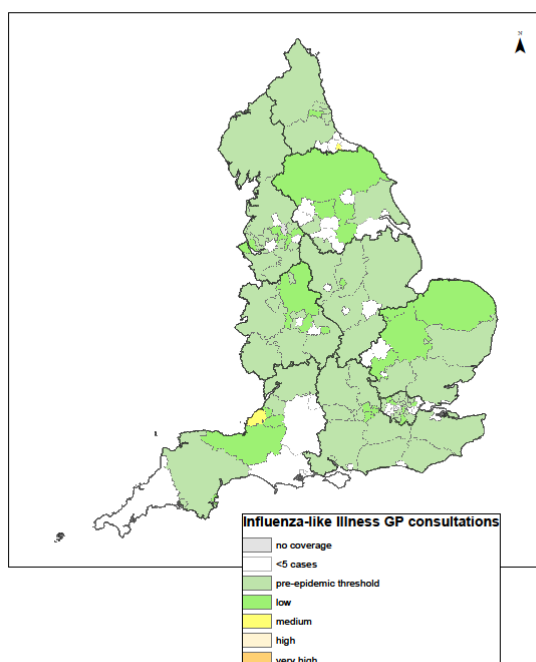 N
Influenza-like Illness GP consultations
no coverage
<5 cases
pre-epidemic threshold
low
medium
high
very high